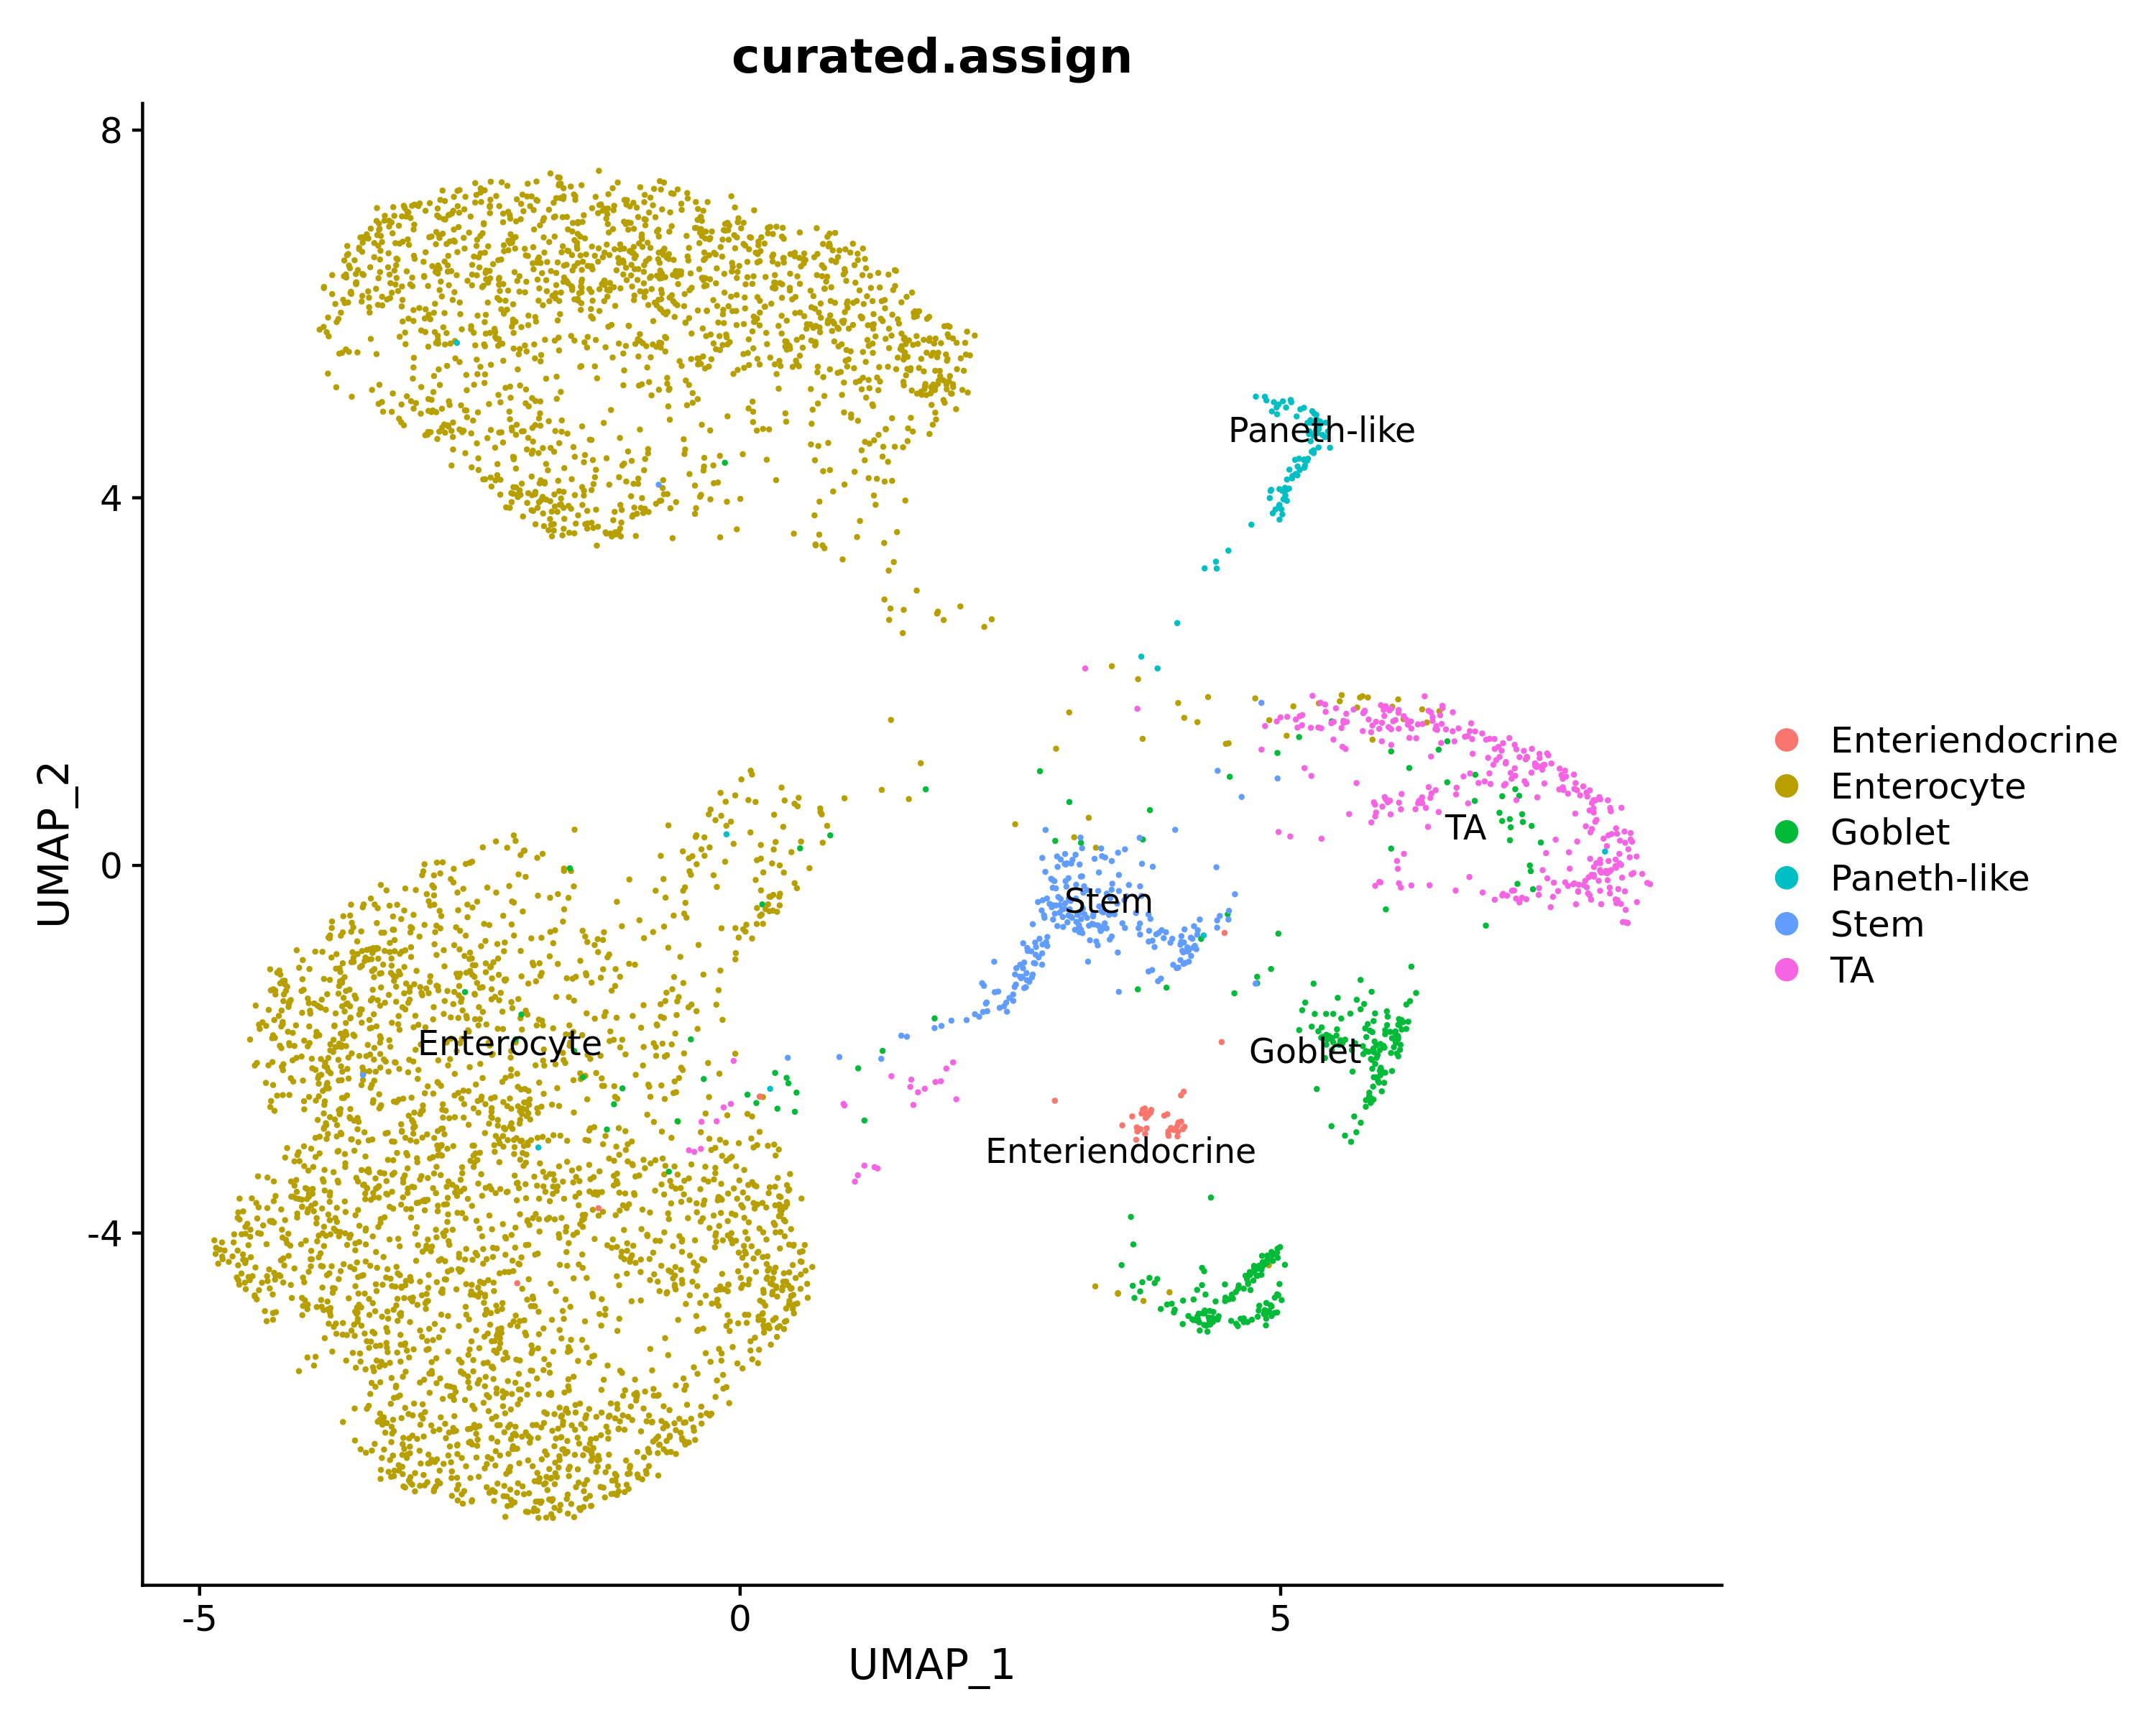 curated.assign
8
4
0
-4
UMAP_2
-5
0
5
UMAP_1
Paneth-like
TA
Stem
Enterocyte
Goblet
Enteriendocrine
Enteriendocrine
Enterocyte
Goblet
Paneth-like
Stem
TA